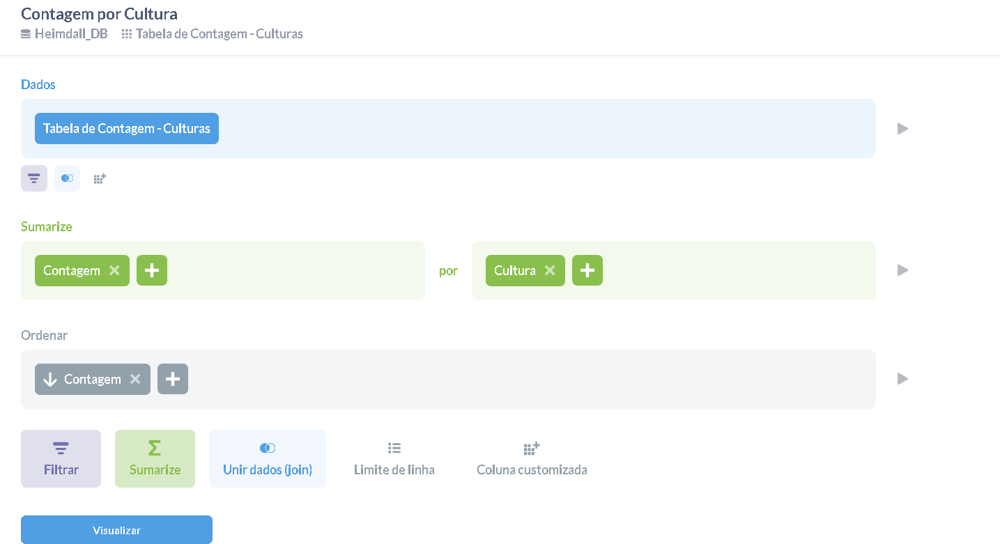 Contagem por Cultura
Heimdall_DB Tabela de Contagem - Culturas
Dados
Tabela de Contagem - Culturas
Sumarize
Contagem por Cultura
Ordenar
Contagem
Filtrar Sumarize Unir dados (join) Limite de linha Coluna customizada
Visualizar